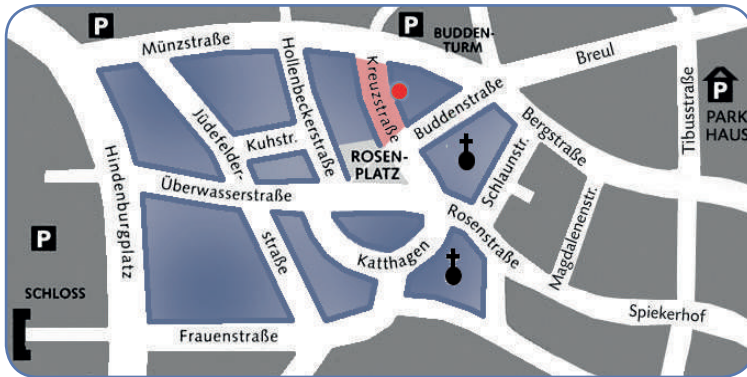 P
P
BUDDEN-
TURM
Münzstraße
Hollenbeckerstraße
Kreuzstraße
Breul
Tibusstraße
P
PARK
HAUS
Jüdefelder-
Kuhstr.
Buddenstraße
Bergstraße
ROSEN-
PLATZ
Schlaunstr.
Hindenburgplatz
Überwasserstraße
Rosenstraße
Magdalenenstr.
P
straße
Katthagen
SCHLOSS
Spiekerhof
Frauenstraße